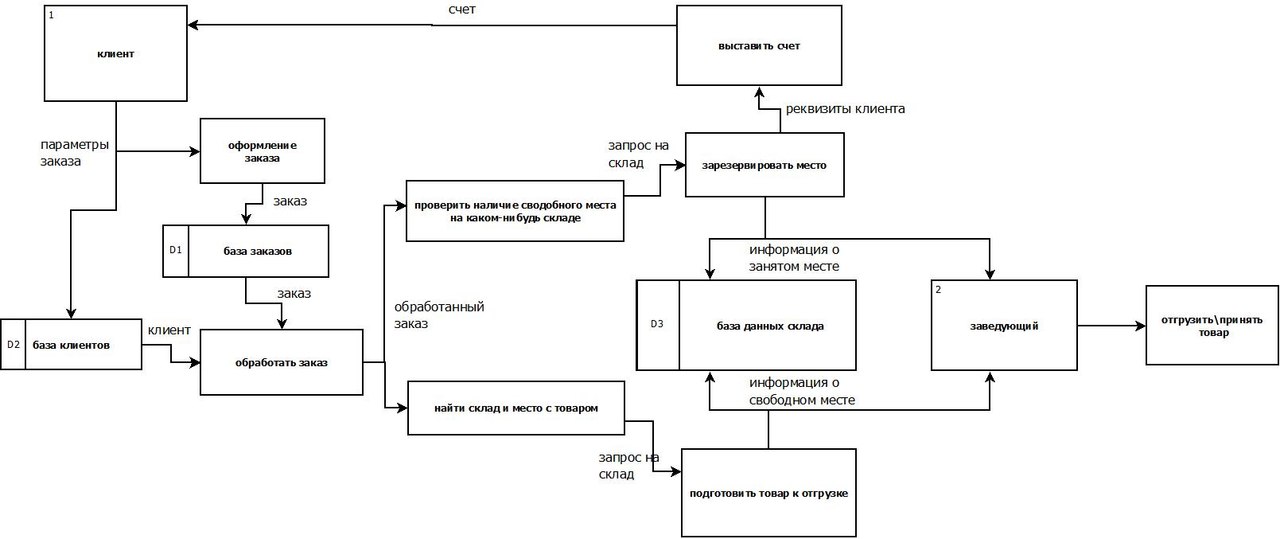 1
клиент
счет
выставить счет
реквизиты клиента
параметры
заказа
оформление
заказа
запрос на
склад
зарезервировать место
заказ
проверить наличие сводобного места
на каком-нибудь складе
D1
база заказов
информация о
занятом месте
заказ
обработанный
заказ
D3
база данных склада
2
заведующий
отгрузить\принять
товар
D2
база клиентов
клиент
обработать заказ
информация о
свободном месте
найти склад и место с товаром
запрос на
склад
подготовить товар к отгрузке